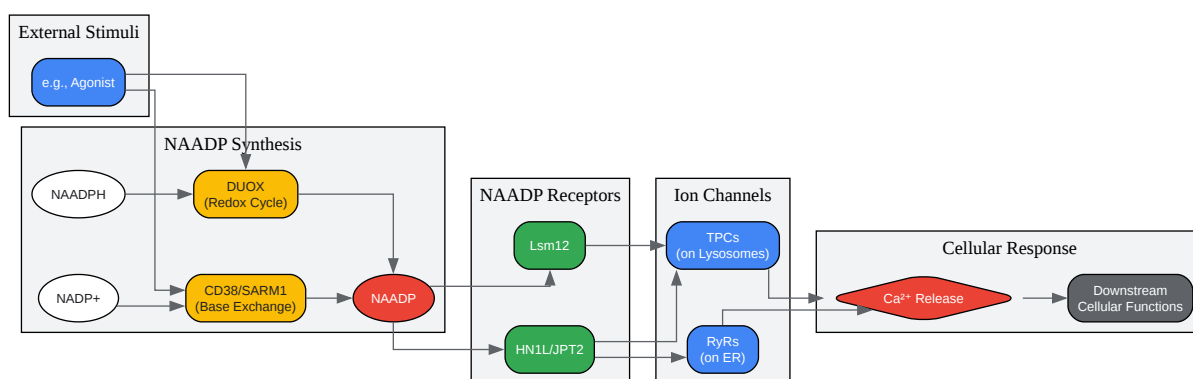 External Stimuli
e.g., Agonist
NAADP Synthesis
NAADPH
DUOX
(Redox Cycle)
NADP+
CD38/SARM1
(Base Exchange)
NAADP
NAADP Receptors
Lsm12
HN1L/JPT2
Ion Channels
TPCs
(on Lysosomes)
RyRs
(on ER)
Cellular Response
Ca²⁺ Release
Downstream
Cellular Functions